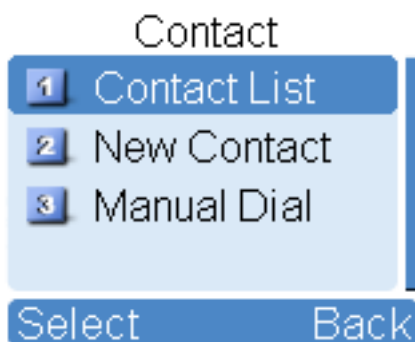 Contact
1 Contact List
2 New Contact
3 Manual Dial
Select Back